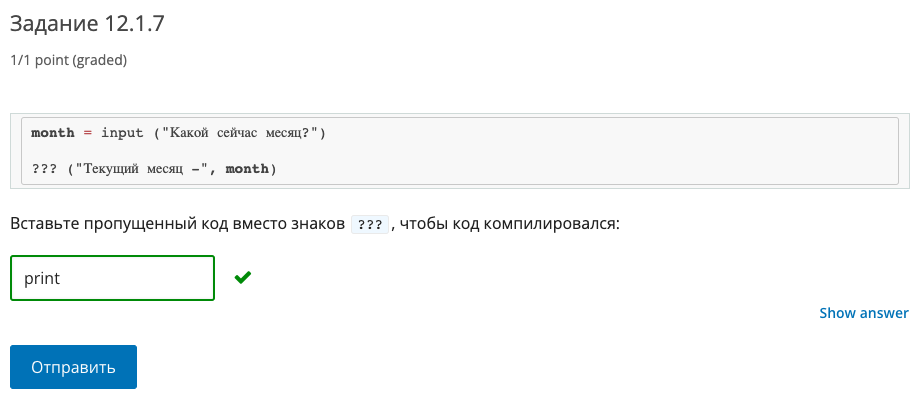 Задание 12.1.7
1/1 point (graded)
month = input ("Какой сейчас месяц?")
??? ("Текущий месяц -", month)
Вставьте пропущенный код вместо знаков ???, чтобы код компилировался:
print
Show answer
Отправить